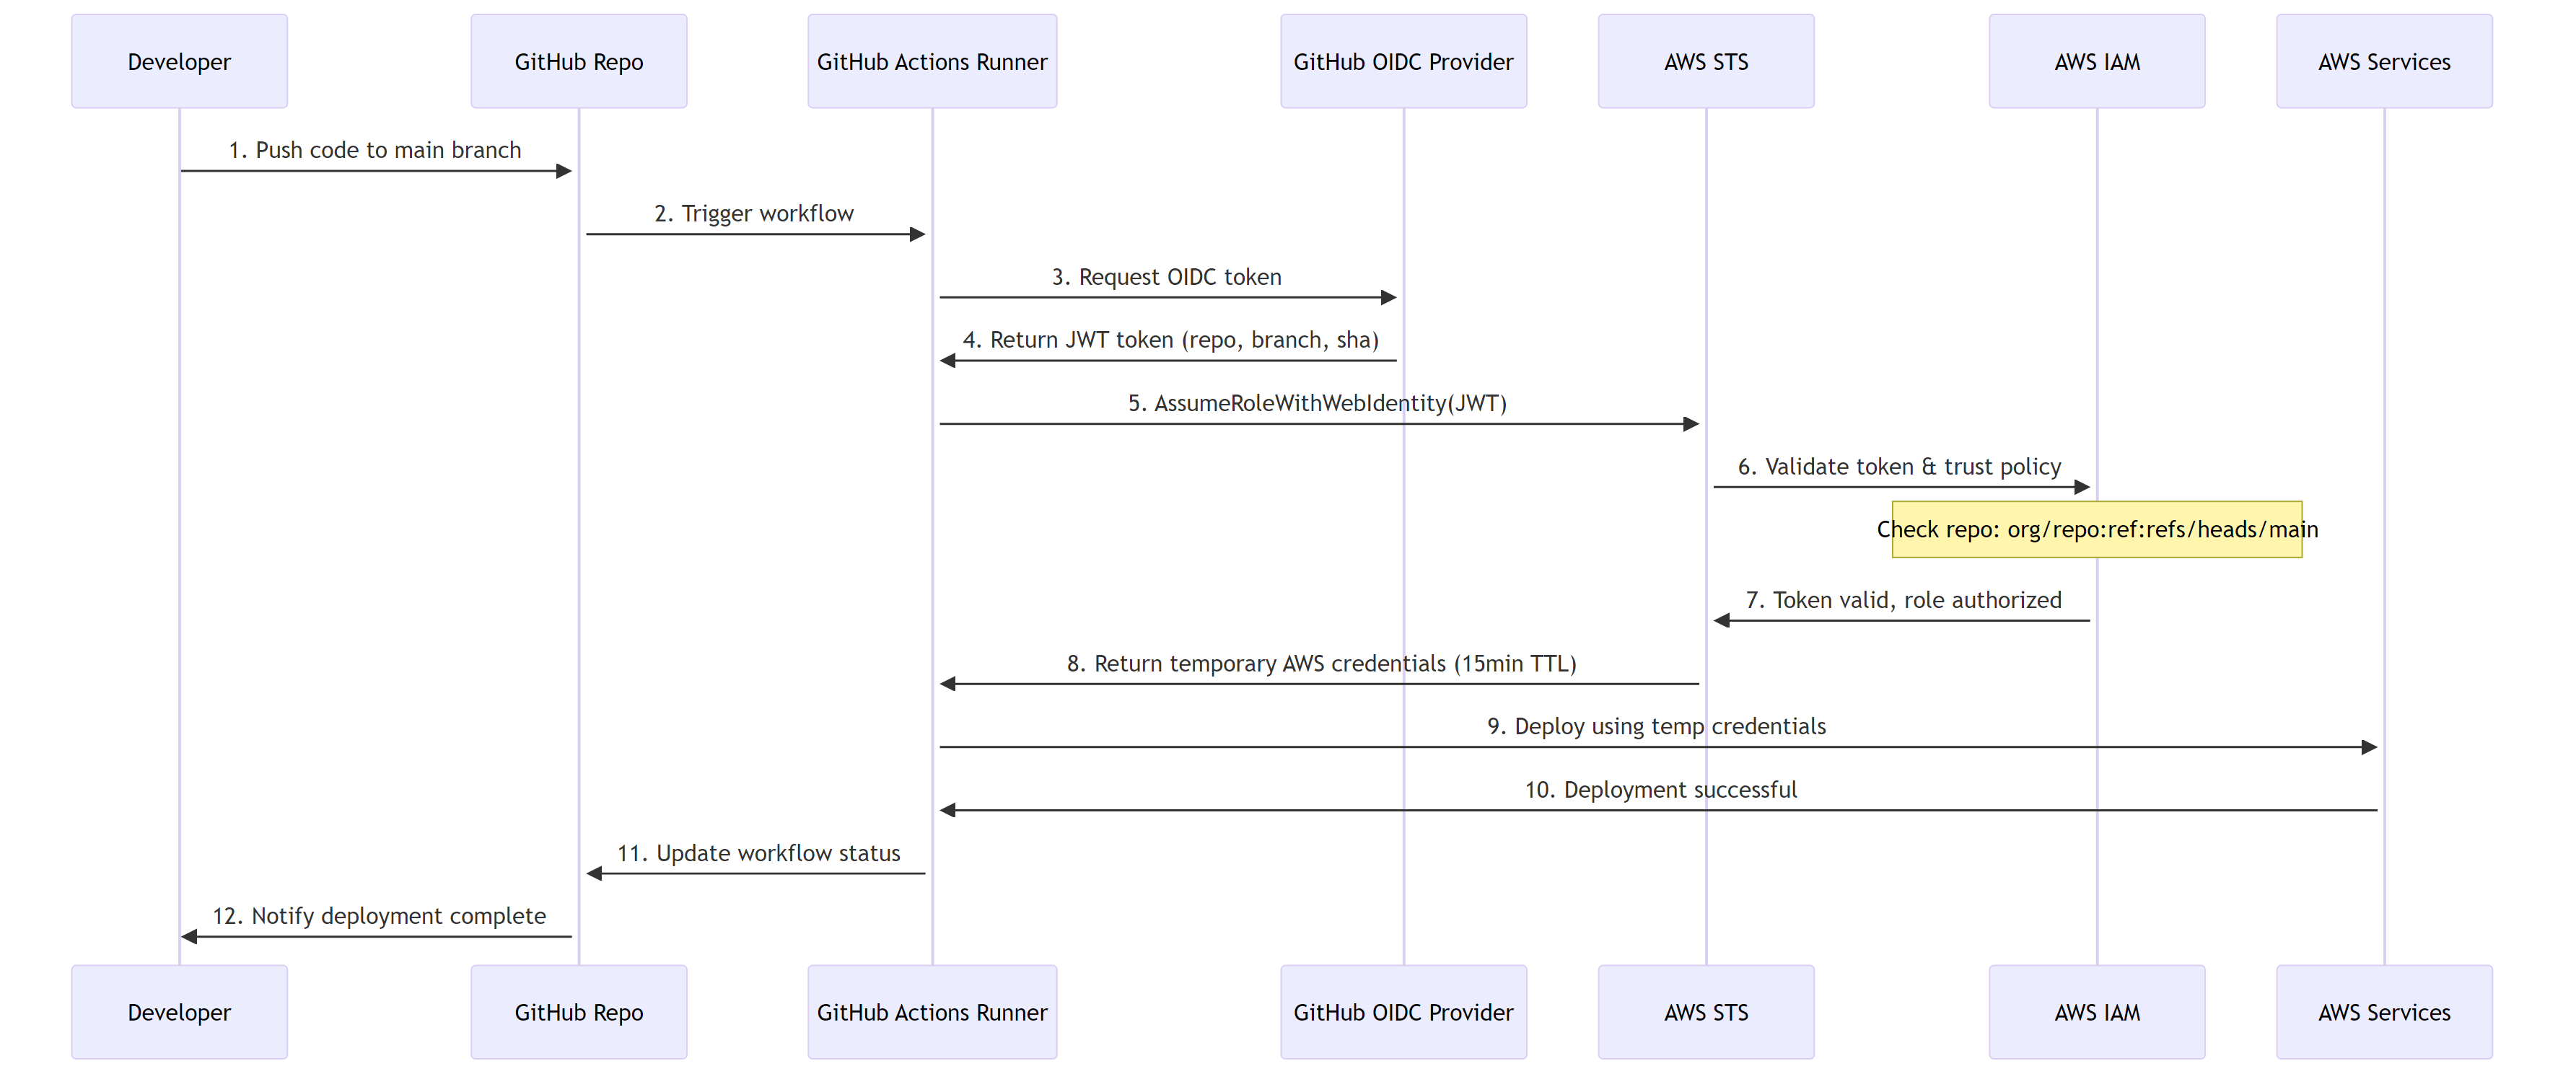 Developer
GitHub Repo
GitHub Actions Runner
GitHub OIDC Provider
AWS STS
AWS IAM
AWS Services
1. Push code to main branch
2. Trigger workflow
3. Request OIDC token
4. Return JWT token (repo, branch, sha)
5. AssumeRoleWithWebIdentity(JWT)
6. Validate token & trust policy
Check repo: org/repo:ref:refs/heads/main
7. Token valid, role authorized
8. Return temporary AWS credentials (15min TTL)
9. Deploy using temp credentials
10. Deployment successful
11. Update workflow status
12. Notify deployment complete
Developer
GitHub Repo
GitHub Actions Runner
GitHub OIDC Provider
AWS STS
AWS IAM
AWS Services